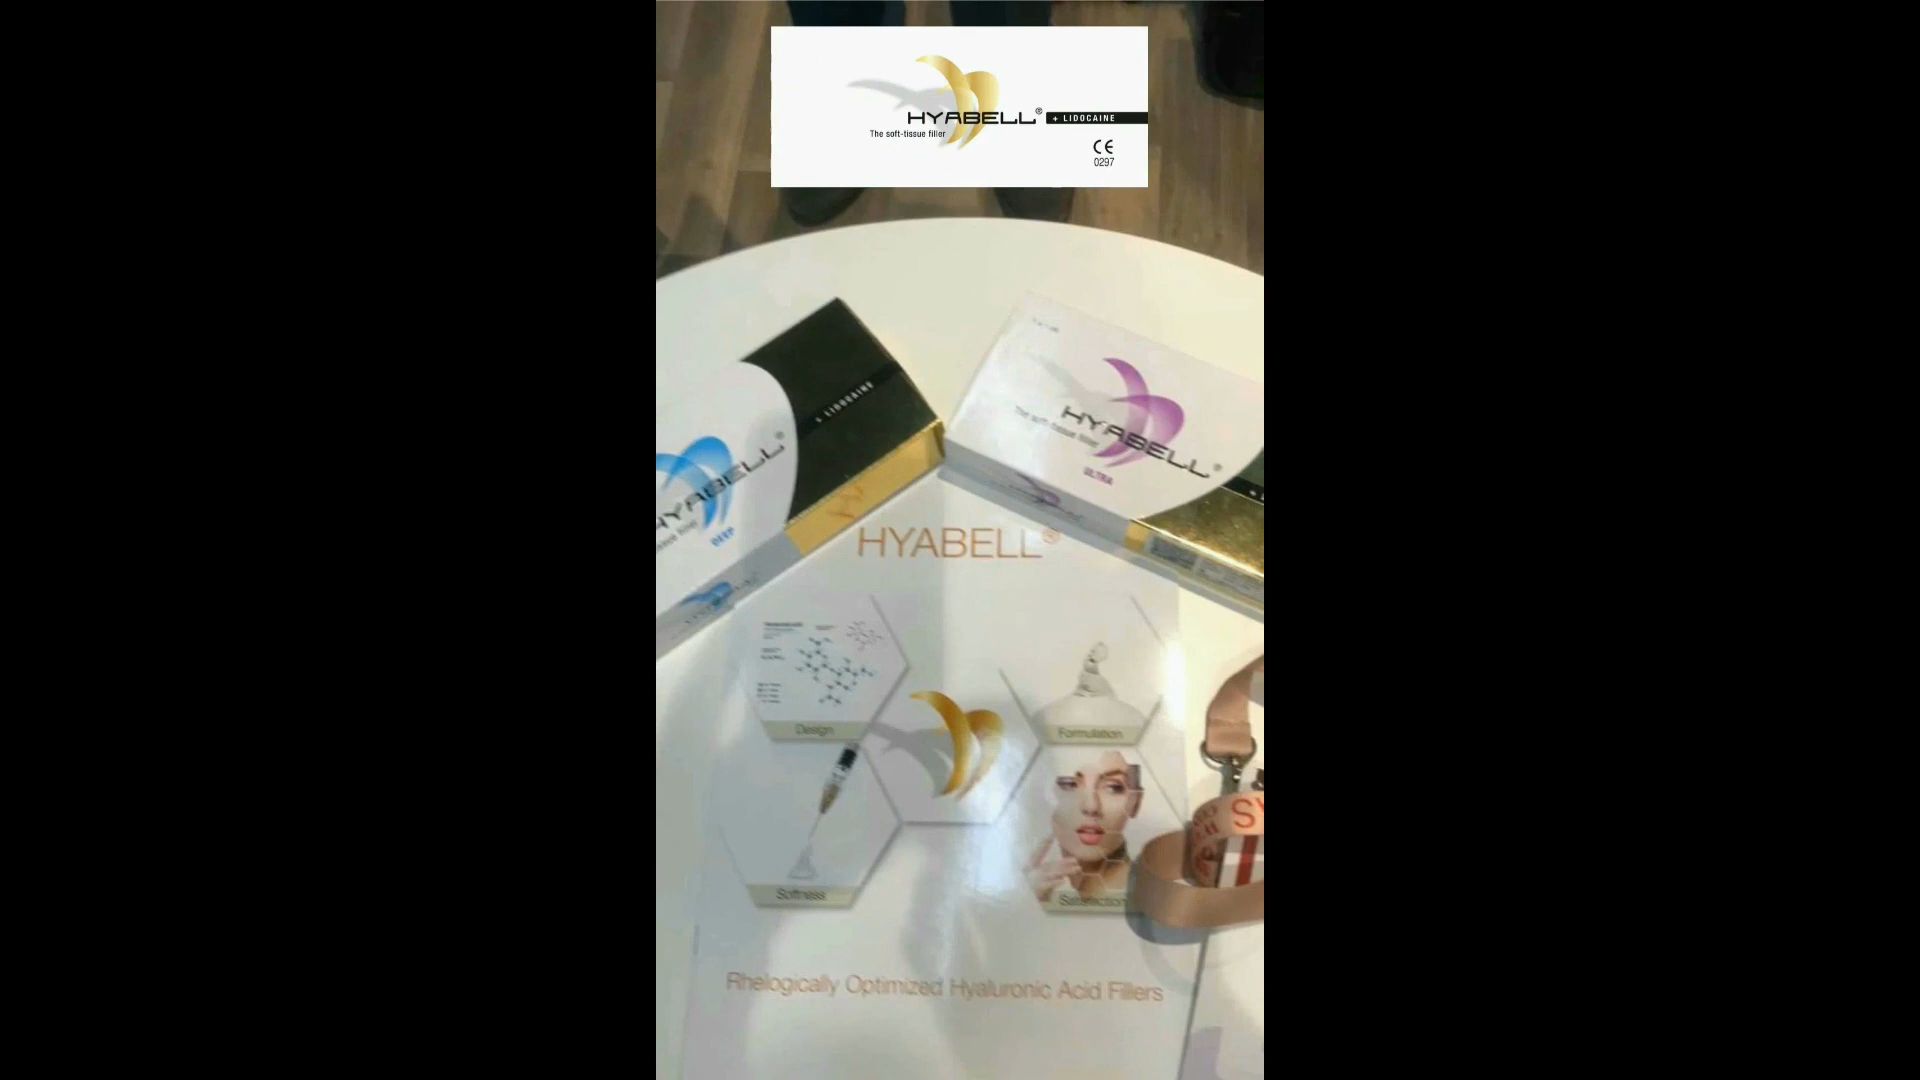 HYABELL®
+ LIDOCAINE
The soft-tissue filler
CE
0297
+ LIDOCAINE
HYABELL®
DEEP
HYABELL®
The soft-tissue filler
ULTRA
HYABELL®
Design
Formulation
Softness
Satisfaction
Rhelogically Optimized Hyaluronic Acid Fillers